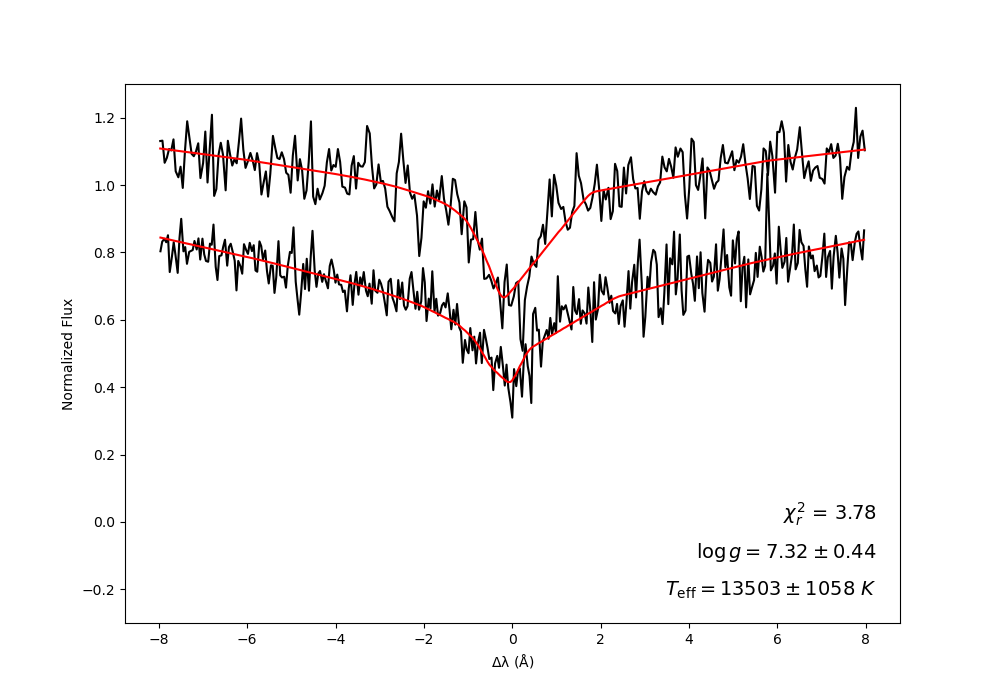 1.2
1.0
0.8
0.6
0.4
0.2
0.0
−0.2
Normalized Flux
χ_r^2 = 3.78
log g = 7.32 ± 0.44
T_eff = 13503 ± 1058 K
−8 −6 −4 −2 0 2 4 6 8
Δλ (Å)